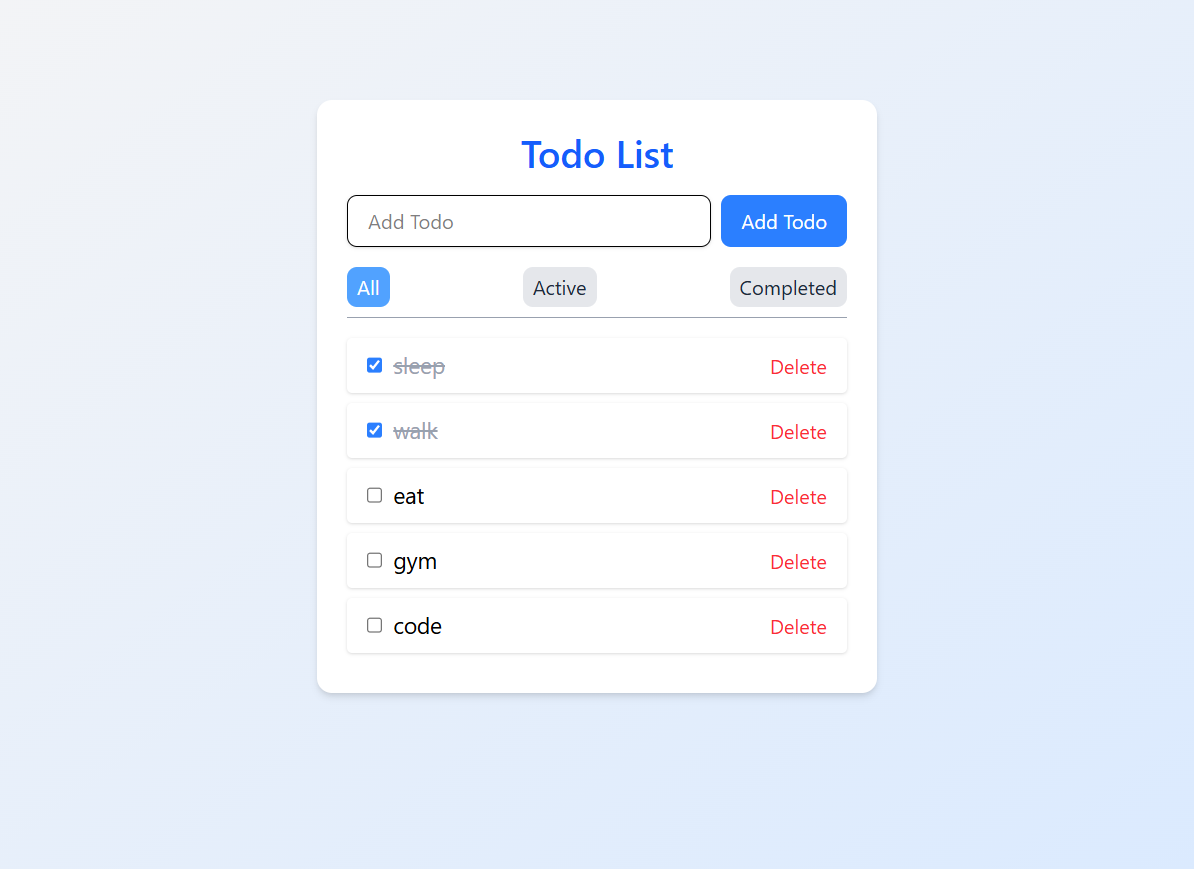 Todo List
Add Todo Add Todo
All Active Completed
sleep Delete
walk Delete
eat Delete
gym Delete
code Delete